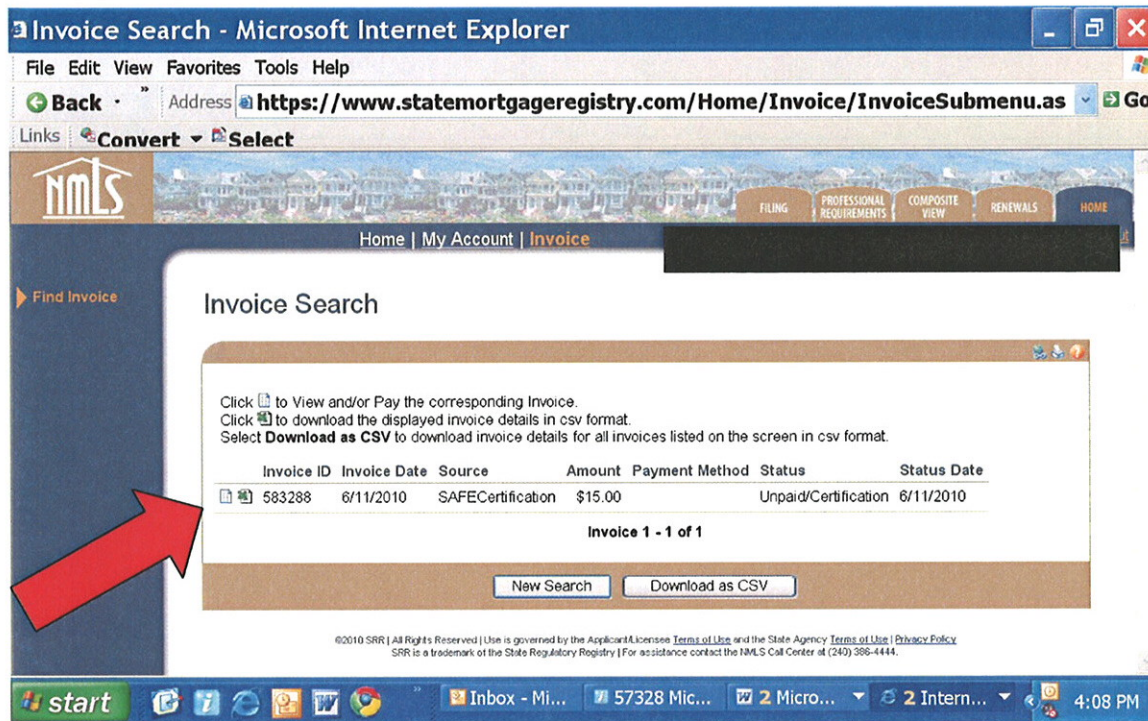 Invoice Search - Microsoft Internet Explorer
File Edit View Favorites Tools Help
Back · » Address https://www.statemortgageregistry.com/Home/Invoice/InvoiceSubmenu.as Go
Links Convert Select
NMLS
FILING PROFESSIONAL REQUIREMENTS COMPOSITE VIEW RENEWALS HOME
Home | My Account | Invoice
Find Invoice
Invoice Search
Click to View and/or Pay the corresponding Invoice.
Click to download the displayed invoice details in csv format.
Select Download as CSV to download invoice details for all invoices listed on the screen in csv format.
Invoice ID Invoice Date Source Amount Payment Method Status Status Date
583288 6/11/2010 SAFECertification $15.00 Unpaid/Certification 6/11/2010
Invoice 1 - 1 of 1
New Search Download as CSV
©2010 SRR | All Rights Reserved | Use is governed by the Applicant/Licensee Terms of Use and the State Agency Terms of Use | Privacy Policy
SRR is a trademark of the State Regulatory Registry | For assistance contact the NMLS Call Center at (240) 386-4444.
start » Inbox - Mi... 57328 Mic... 2 Micro... 2 Intern... 4:08 PM